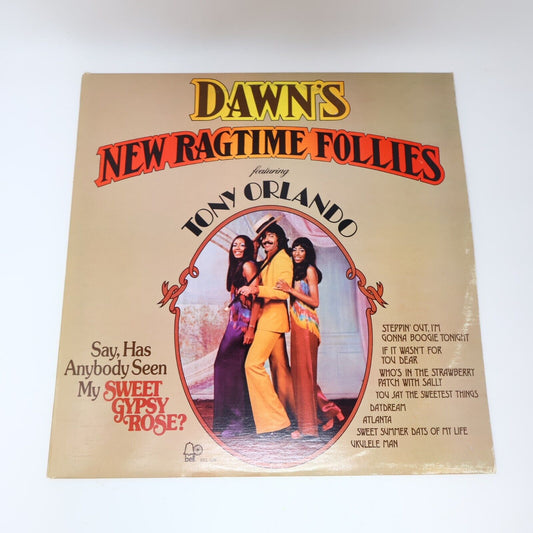 DAWN'S
NEW RAGTIME FOLLIES
featuring
TONY ORLANDO
Say, Has
Anybody Seen
My SWEET
GYPSY
ROSE?
STEPPIN' OUT, I'M
GONNA BOOGIE TONIGHT
IF IT WASN'T FOR
YOU DEAR
WHO'S IN THE STRAWBERRY
PATCH WITH SALLY
YOU SAY THE SWEETEST THINGS
DAYDREAM
ATLANTA
SWEET SUMMER DAYS OF MY LIFE
UKULELE MAN
bell